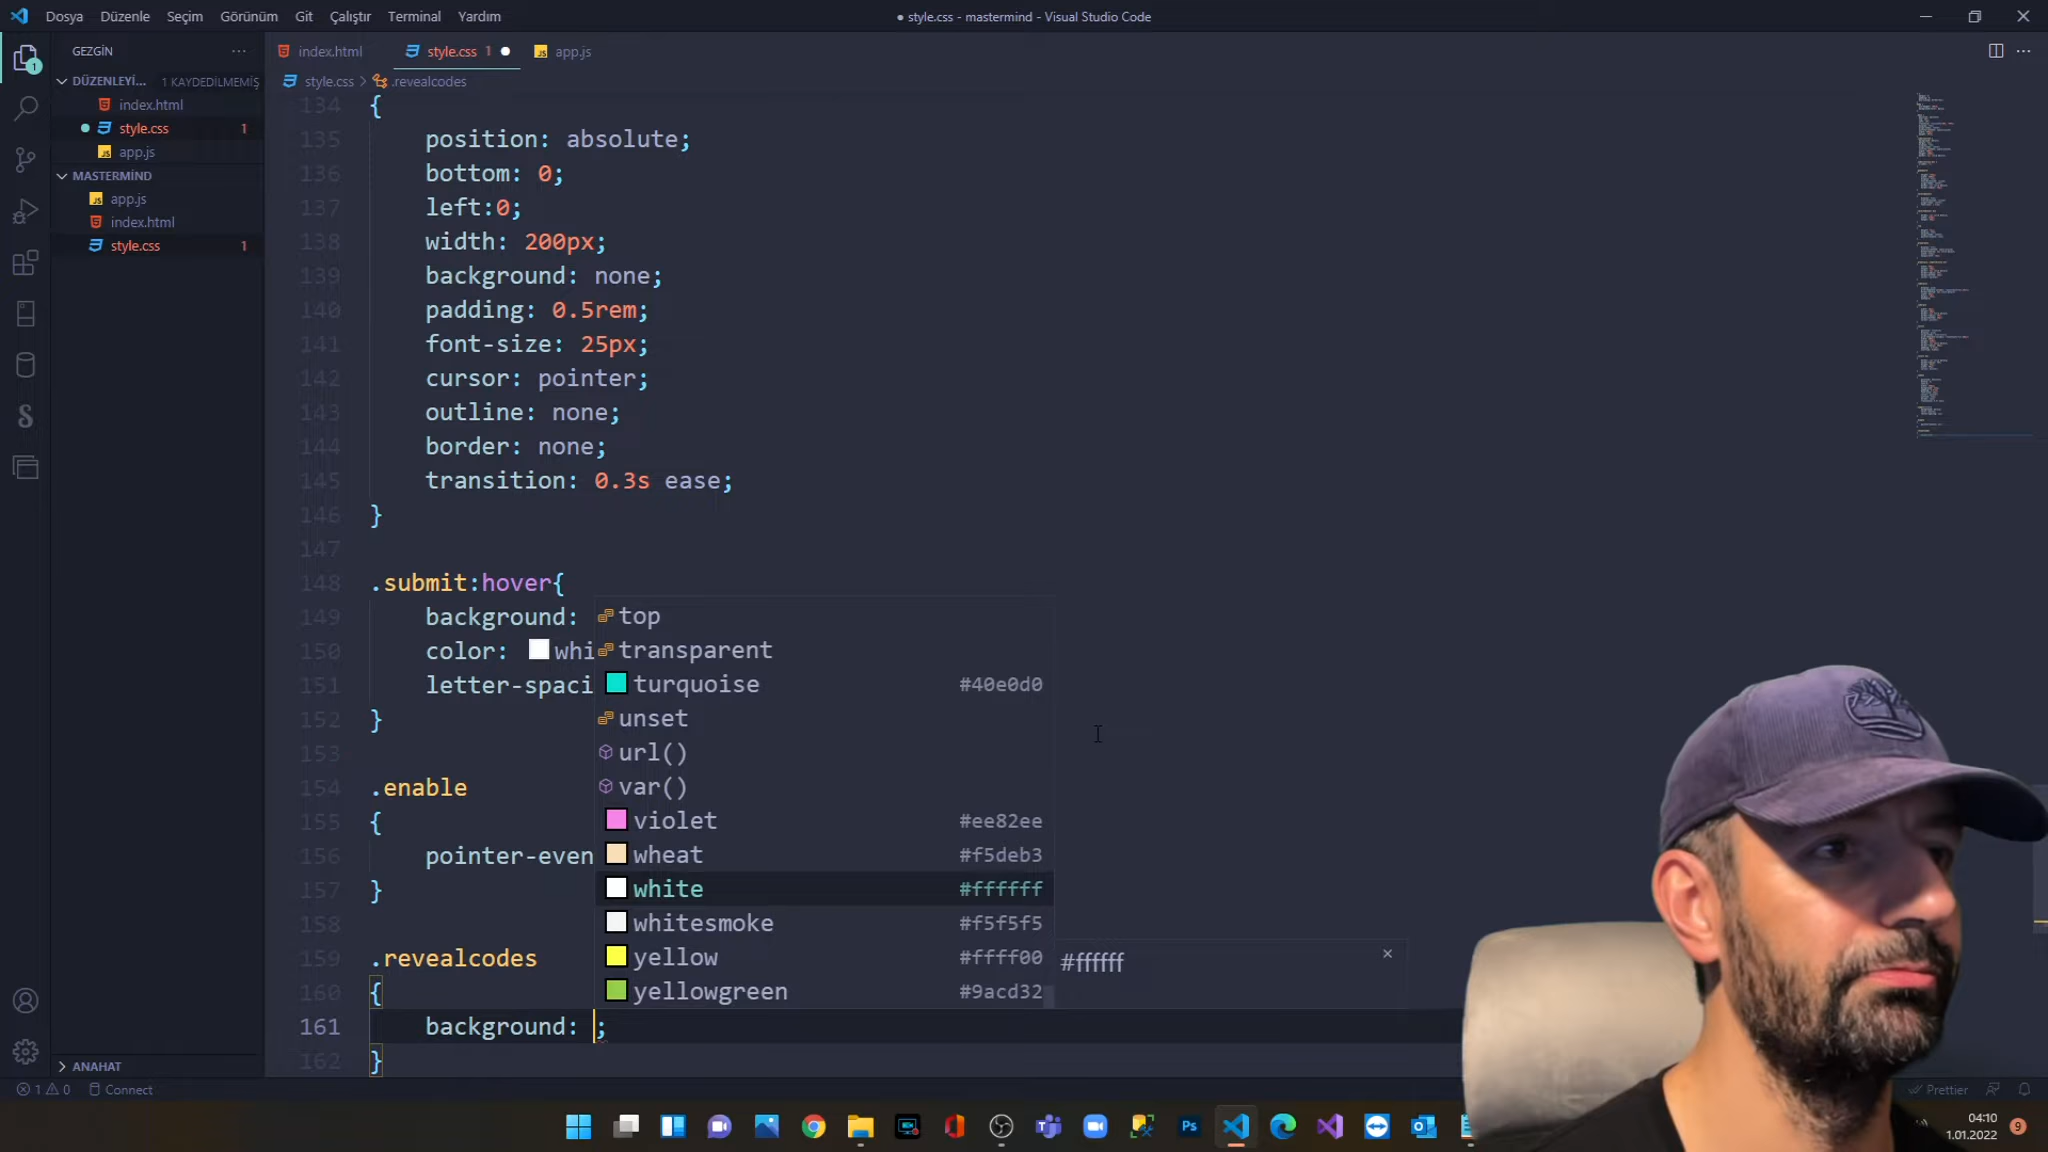 Dosya Düzenle Seçim Görünüm Git Çalıştır Terminal Yardım
● style.css - mastermind - Visual Studio Code
GEZGİN ···
DÜZENLEYİ... 1 KAYDEDİLMEMİŞ
index.html
style.css 1
app.js
MASTERMİND
app.js
index.html
style.css 1
ANAHAT
index.html
style.css 1
app.js
style.css > .revealcodes
134 {
135 position: absolute;
136 bottom: 0;
137 left:0;
138 width: 200px;
139 background: none;
140 padding: 0.5rem;
141 font-size: 25px;
142 cursor: pointer;
143 outline: none;
144 border: none;
145 transition: 0.3s ease;
146 }
147
148 .submit:hover{
149 background:
150 color: whi
151 letter-spaci
152 }
153
154 .enable
155 {
156 pointer-even
157 }
158
159 .revealcodes
160 {
161 background: ;
162 }
top
transparent
turquoise #40e0d0
unset
url()
var()
violet #ee82ee
wheat #f5deb3
white #ffffff
whitesmoke #f5f5f5
yellow #ffff00
yellowgreen #9acd32
#ffffff
1 0 Connect
Prettier
04:10
1.01.2022
9